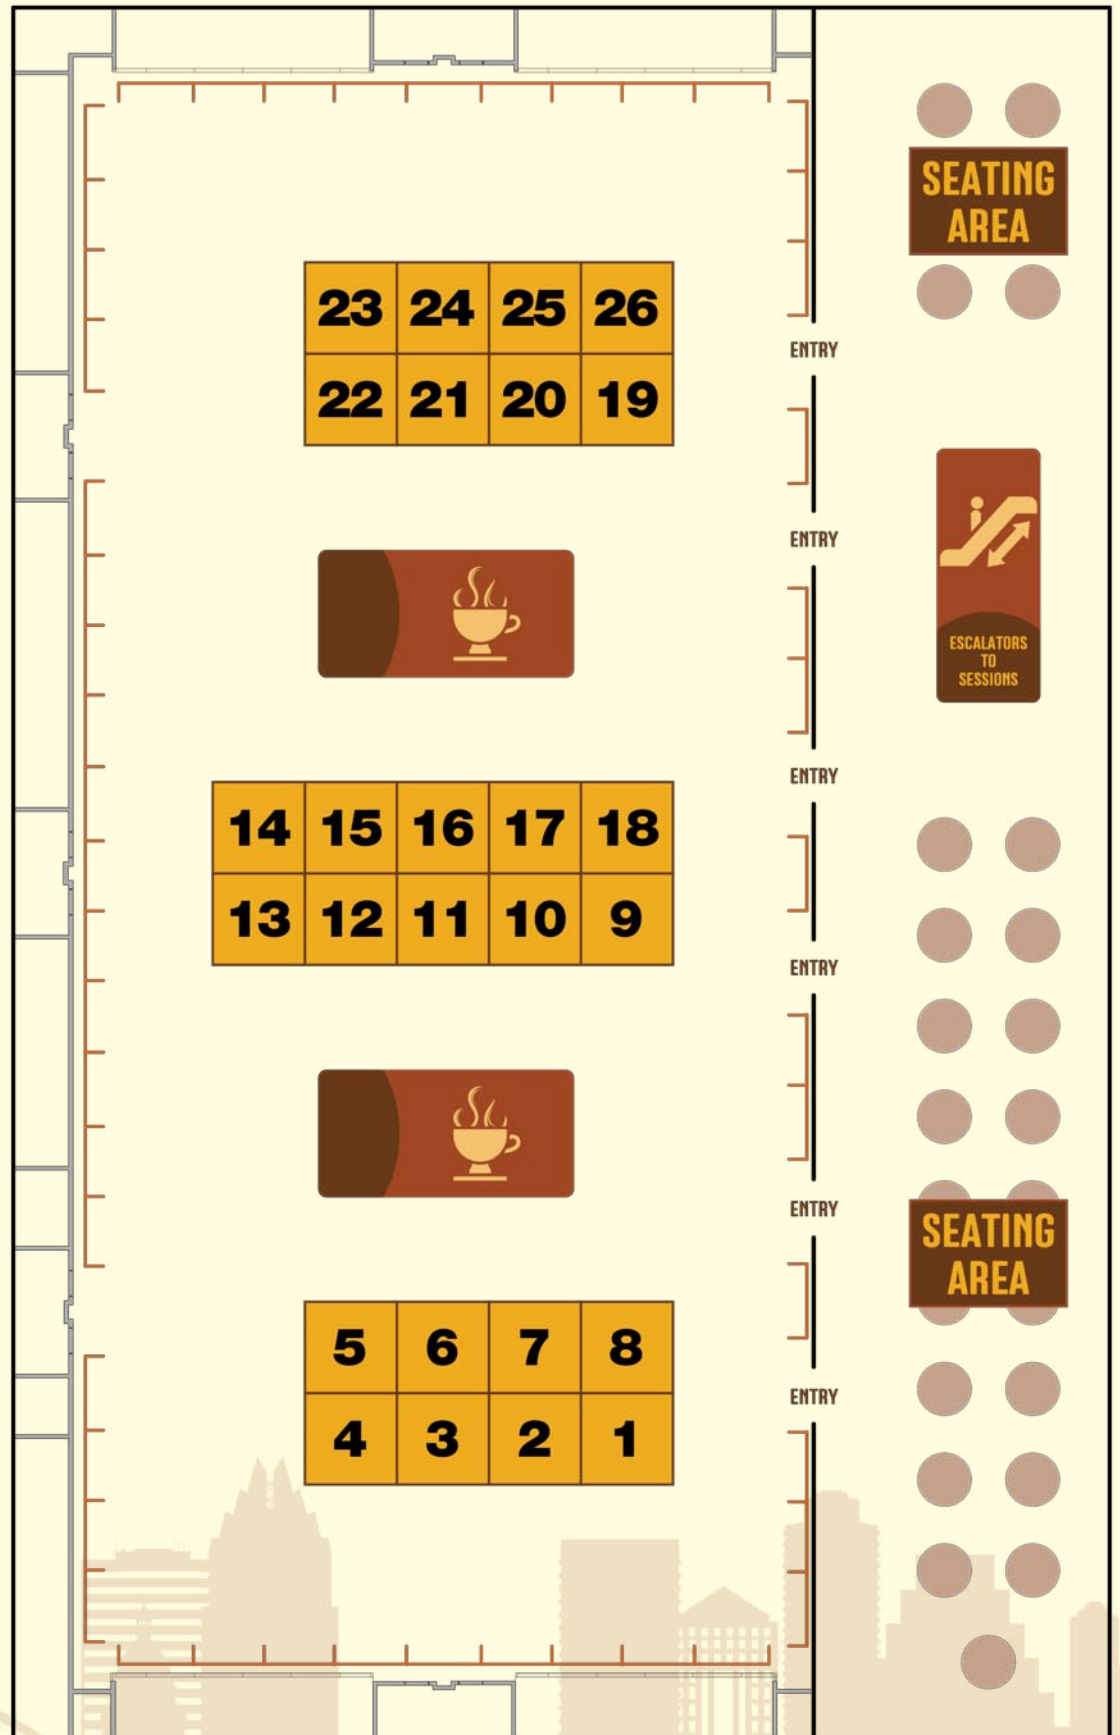 SEATING
AREA
23 24 25 26
ENTRY
22 21 20 19
ENTRY
ESCALATORS
TO
SESSIONS
ENTRY
14 15 16 17 18
13 12 11 10 9
ENTRY
ENTRY
SEATING
AREA
5 6 7 8
ENTRY
4 3 2 1